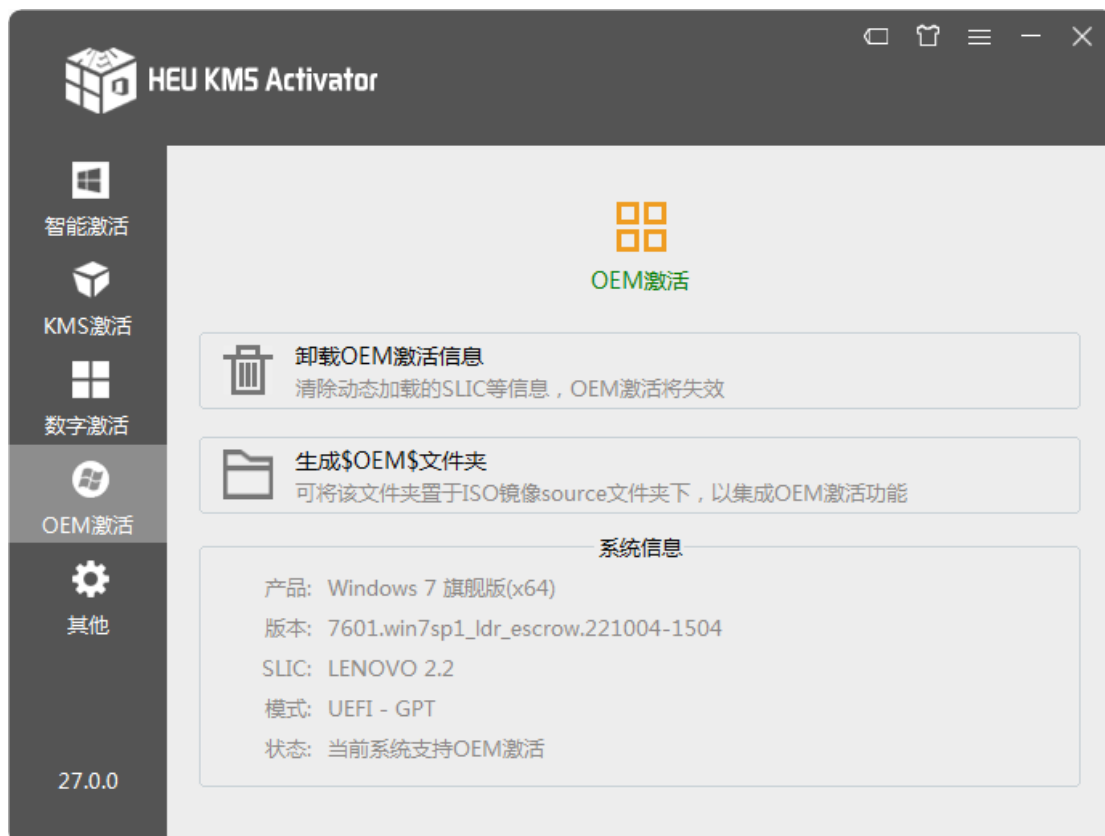 HEU KMS Activator
智能激活
KMS激活
数字激活
OEM激活
其他
27.0.0
OEM激活
卸载OEM激活信息
清除动态加载的SLIC等信息，OEM激活将失效
生成$OEM$文件夹
可将该文件夹置于ISO镜像source文件夹下，以集成OEM激活功能
系统信息
产品: Windows 7 旗舰版(x64)
版本: 7601.win7sp1_ldr_escrow.221004-1504
SLIC: LENOVO 2.2
模式: UEFI - GPT
状态: 当前系统支持OEM激活